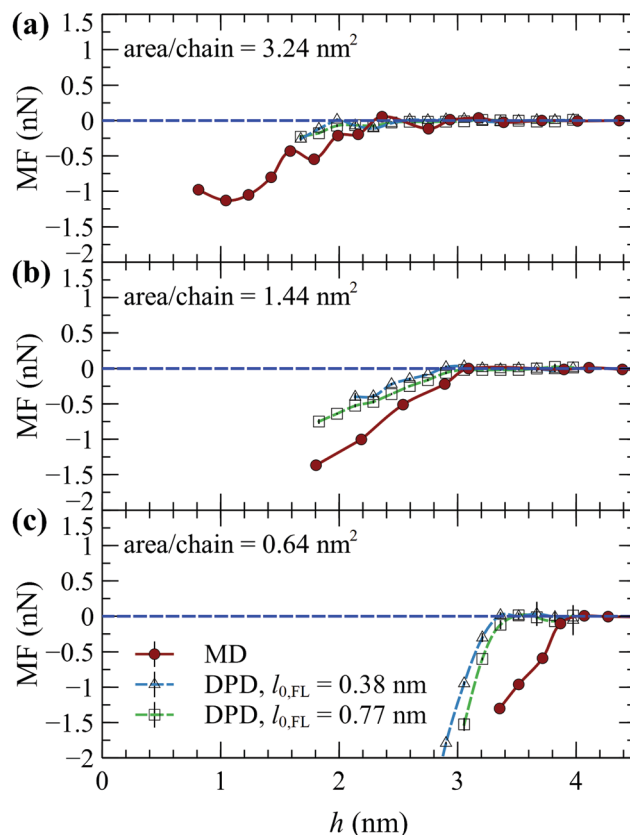 (a)
area/chain = 3.24 nm²
MF (nN)
1.5
1
0.5
0
−0.5
−1
−1.5
−2
(b)
area/chain = 1.44 nm²
MF (nN)
1.5
1
0.5
0
−0.5
−1
−1.5
−2
(c)
area/chain = 0.64 nm²
MF (nN)
1.5
1
0.5
0
−0.5
−1
−1.5
−2
MD
DPD, l0,FL = 0.38 nm
DPD, l0,FL = 0.77 nm
0 1 2 3 4
h (nm)